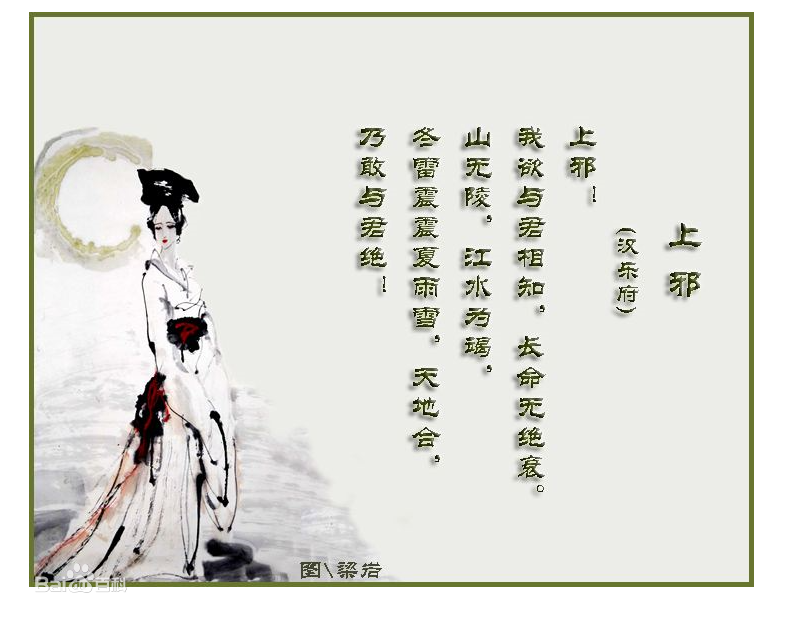 上邪
(汉乐府)
上邪！
我欲与君相知，长命无绝衰。
山无陵，江水为竭，
冬雷震震夏雨雪，天地合，
乃敢与君绝！
图\梁岩
Baidu百科